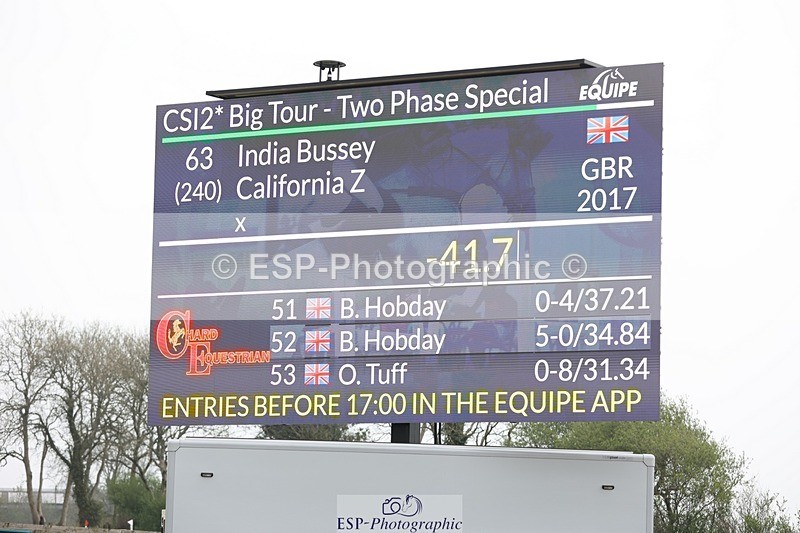 CSI2* Big Tour - Two Phase Special
EQUIPE
63 India Bussey
(240) California Z
GBR
2017
x
-41.7
© ESP-Photographic ©
51 B. Hobday 0-4/37.21
52 B. Hobday 5-0/34.84
53 O. Tuff 0-8/31.34
CHARD
EQUESTRIAN
ENTRIES BEFORE 17:00 IN THE EQUIPE APP
ESP-Photographic